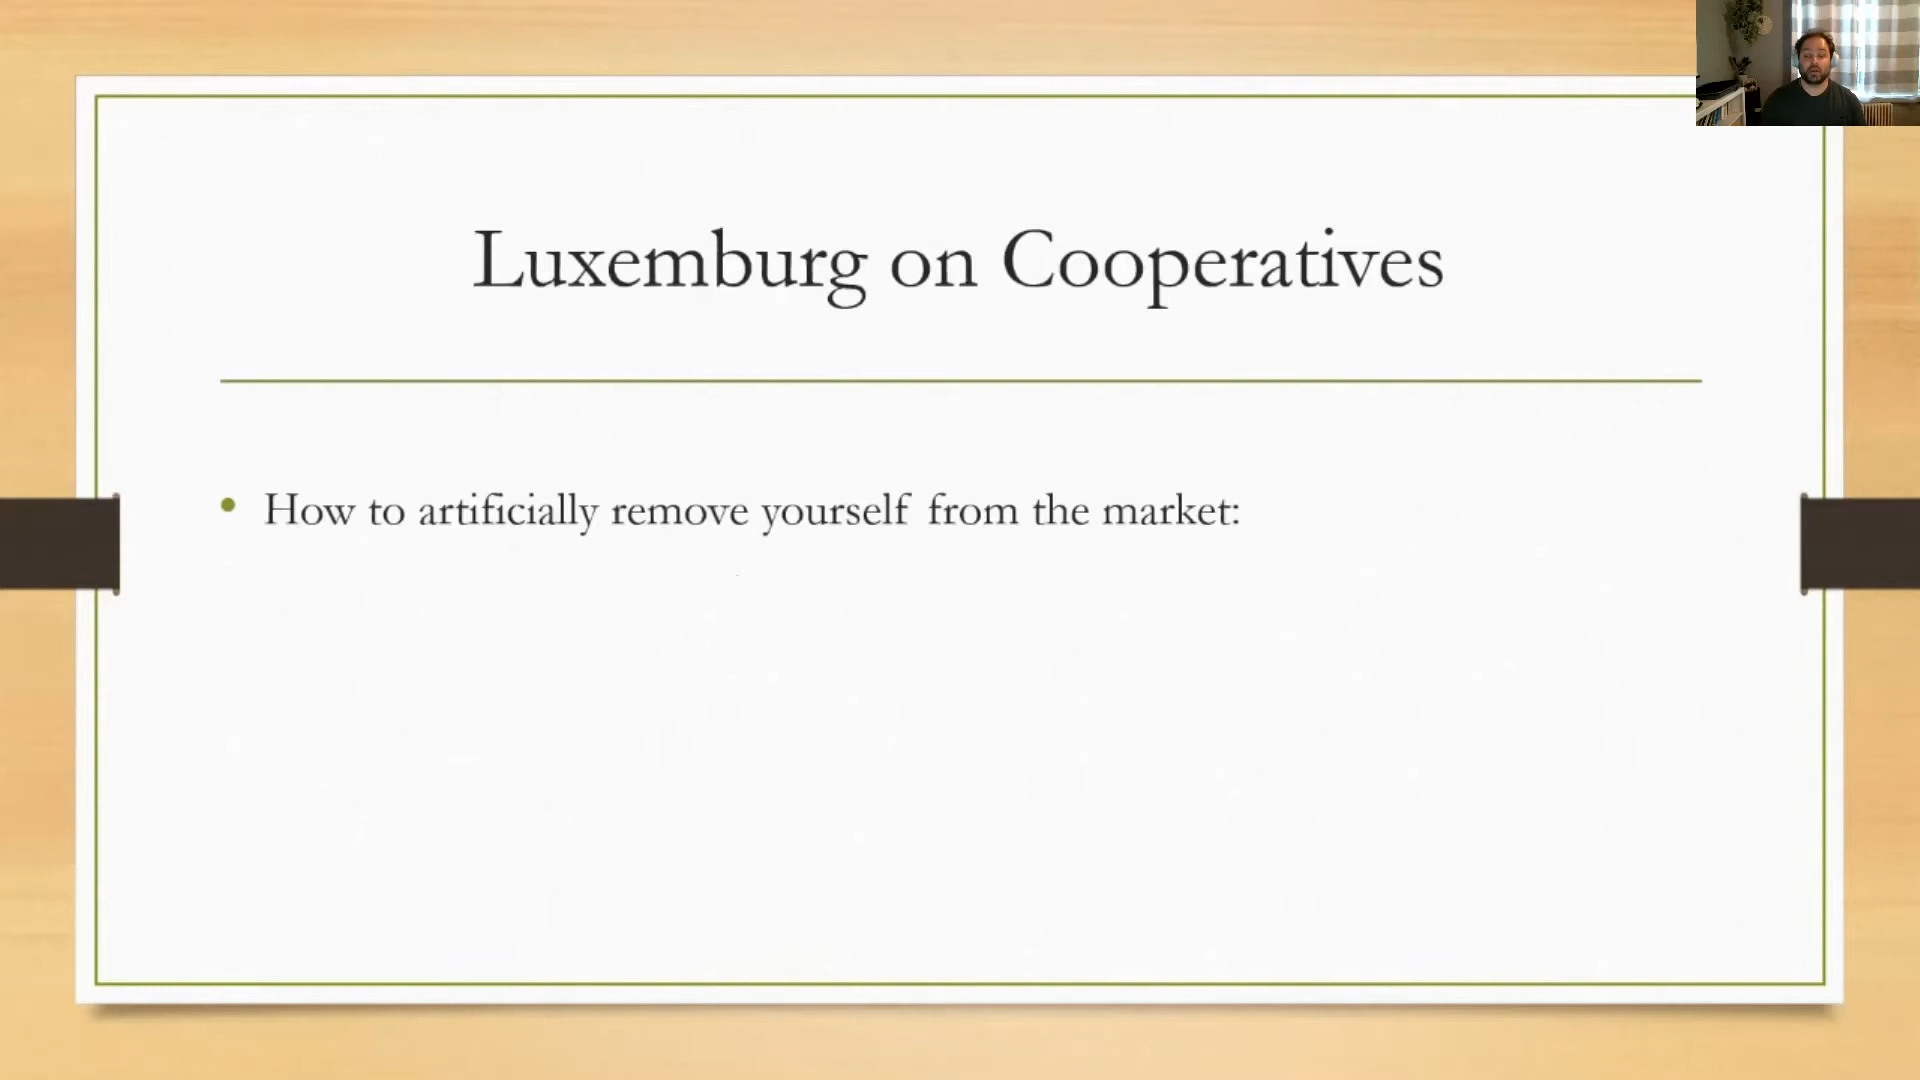 Luxemburg on Cooperatives
• How to artificially remove yourself from the market: